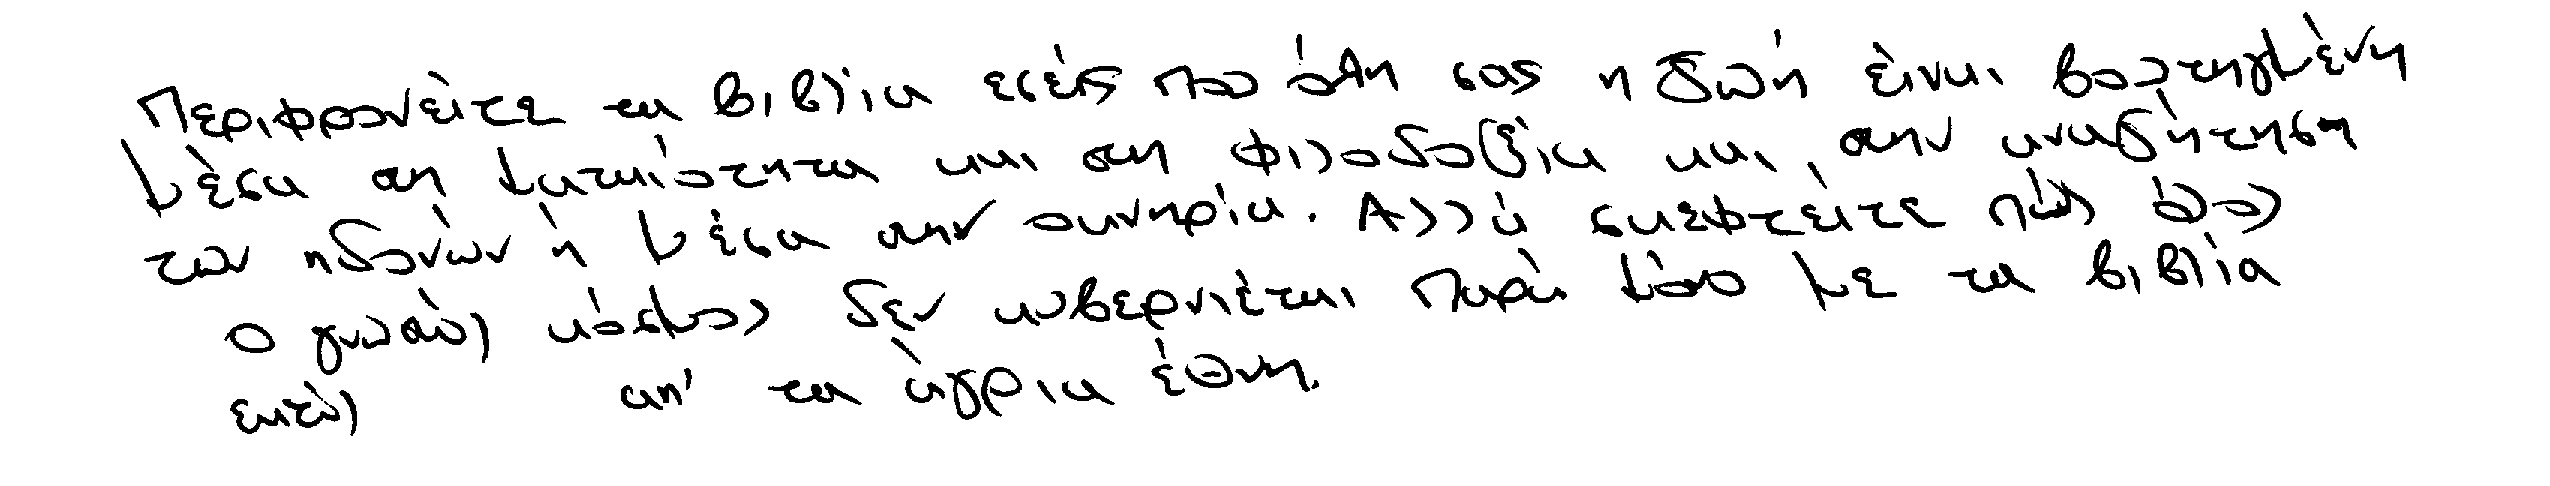 Περιφρονείτε τα βιβλία εσείς που όλη σας η ζωή είναι βουτηγμένη
μέσα στη ματαιότητα και στη φιλοδοξία και στην αναζήτηση
των ηδονών ή μέσα στην οκνηρία. Αλλά σκεφτείτε πώς όλος
ο γνωστός κόσμος δεν κυβερνιέται παρά μόνο με τα βιβλία
εκτός απ' τα άγρια έθνη.